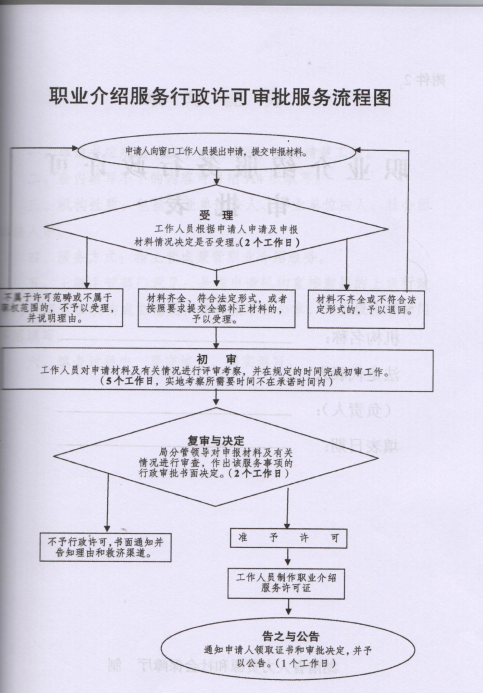 职业介绍服务行政许可审批服务流程图
申请人向窗口工作人员提出申请，提交申报材料。
受 理
工作人员根据申请人申请及申报
材料情况决定是否受理。(2个工作日)
不属于许可范畴或不属于
审权范围的，不予以受理，
并说明理由。
材料齐全、符合法定形式，或者
按照要求提交全部补正材料的，
予以受理。
材料不齐全或不符合法
定形式的，予以退回。
初 审
工作人员对申请材料及有关情况进行评审考察，并在规定的时间完成初审工作。
(5个工作日，实地考察所需要时间不在承诺时间内)
复审与决定
局分管领导对申报材料及有关
情况进行审查，作出该服务事项的
行政审批书面决定。(2个工作日)
不予行政许可，书面通知并
告知理由和救济渠道。
准 予 许 可
工作人员制作职业介绍
服务许可证
告之与公告
通知申请人领取证书和审批决定，并予
以公告。(1个工作日)